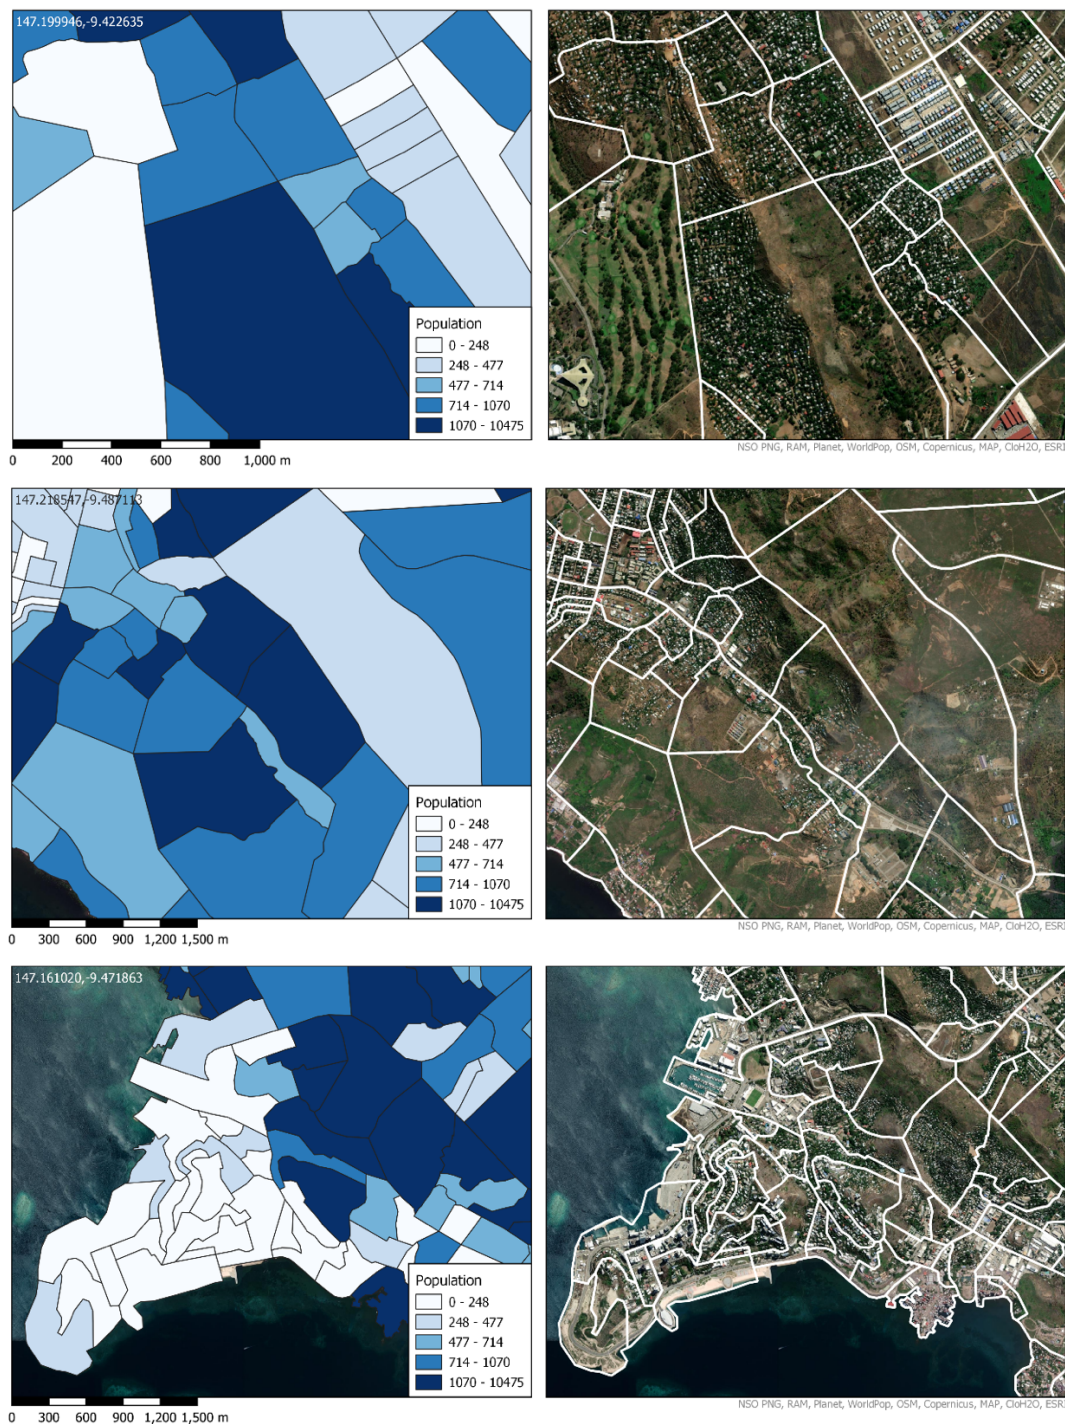 147.199946,-9.422635
Population
0 - 248
248 - 477
477 - 714
714 - 1070
1070 - 10475
0 200 400 600 800 1,000 m
NSO PNG, RAM, Planet, WorldPop, OSM, Copernicus, MAP, CloH2O, ESRI
147.218547,-9.487113
Population
0 - 248
248 - 477
477 - 714
714 - 1070
1070 - 10475
0 300 600 900 1,200 1,500 m
NSO PNG, RAM, Planet, WorldPop, OSM, Copernicus, MAP, CloH2O, ESRI
147.161020,-9.471863
Population
0 - 248
248 - 477
477 - 714
714 - 1070
1070 - 10475
0 300 600 900 1,200 1,500 m
NSO PNG, RAM, Planet, WorldPop, OSM, Copernicus, MAP, CloH2O, ESRI